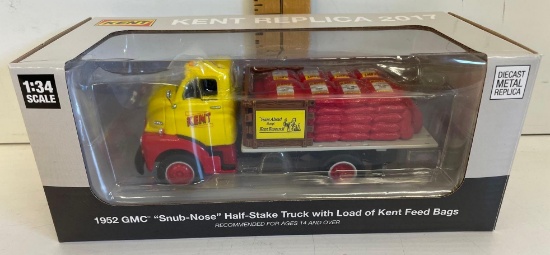 KENT
KENT REPLICA 2017
1:34
SCALE
DIECAST
METAL
REPLICA
KENT
1952 GMC® "Snub-Nose" Half-Stake Truck with Load of Kent Feed Bags
RECOMMENDED FOR AGES 14 AND OVER